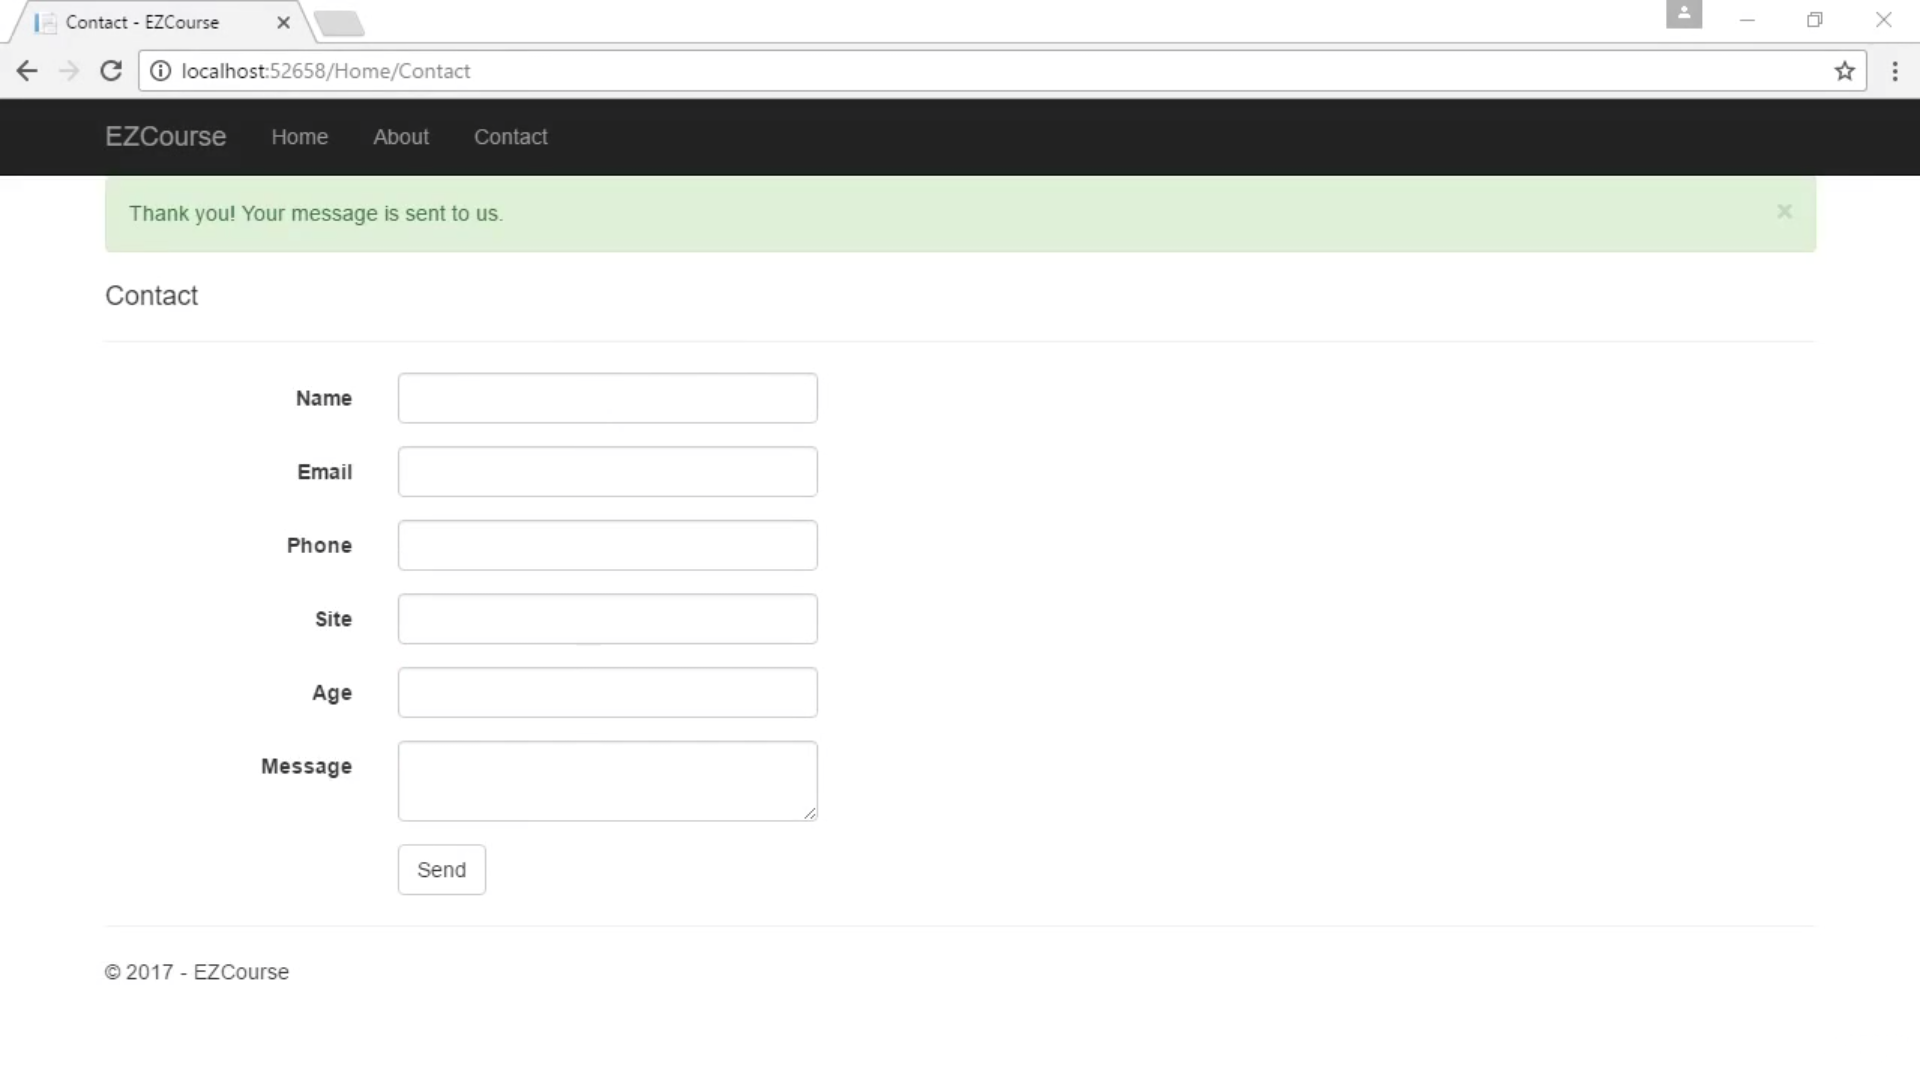 Contact - EZCourse
localhost:52658/Home/Contact
EZCourse Home About Contact
Thank you! Your message is sent to us.
×
Contact
Name
Email
Phone
Site
Age
Message
Send
© 2017 - EZCourse